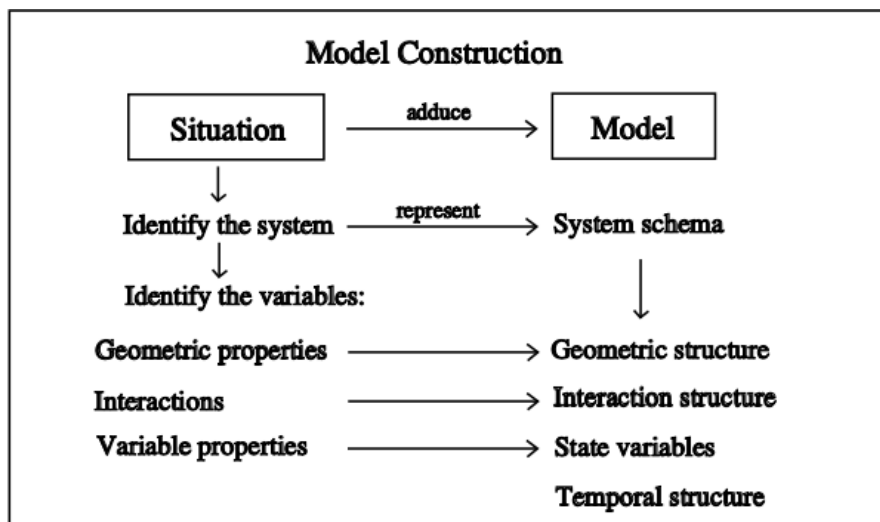 Model Construction
Situation
adduce
Model
Identify the system
represent
System schema
Identify the variables:
Geometric properties
Geometric structure
Interactions
Interaction structure
Variable properties
State variables
Temporal structure